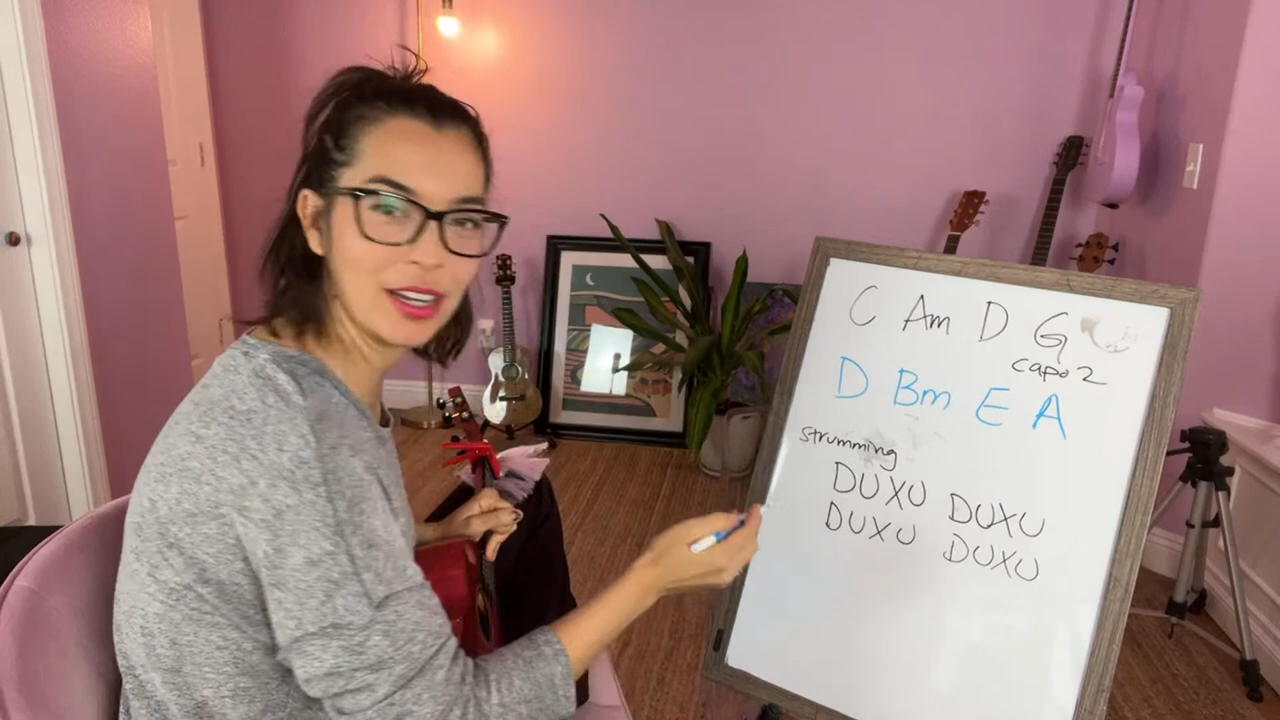 C Am D G
capo 2
D Bm E A
strumming
DUXU DUXU
DUXU DUXU